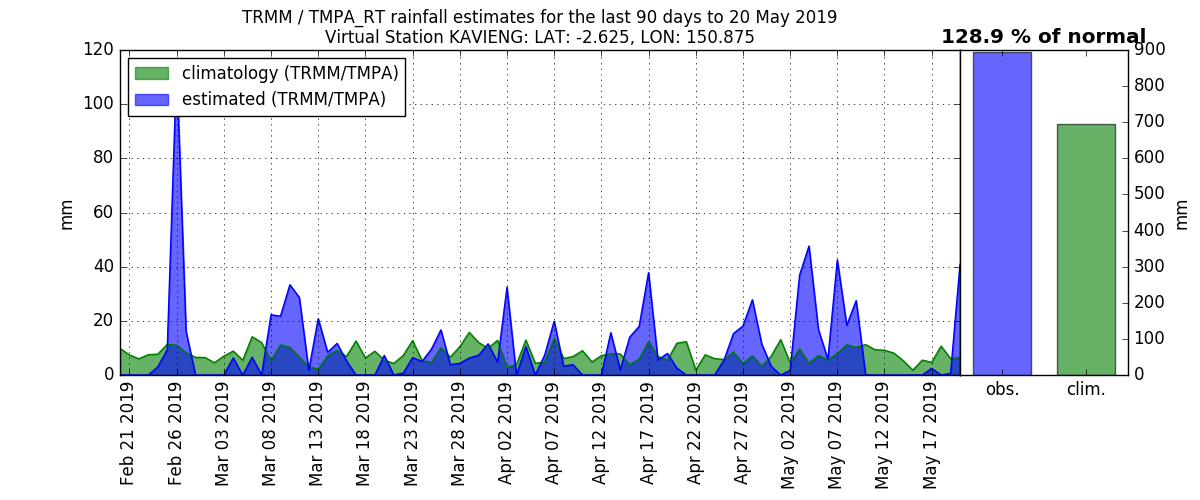 TRMM / TMPA_RT rainfall estimates for the last 90 days to 20 May 2019
Virtual Station KAVIENG: LAT: -2.625, LON: 150.875
128.9 % of normal
climatology (TRMM/TMPA)
estimated (TRMM/TMPA)
120
100
80
60
40
20
0
mm
900
800
700
600
500
400
300
200
100
0
mm
Feb 21 2019
Feb 26 2019
Mar 03 2019
Mar 08 2019
Mar 13 2019
Mar 18 2019
Mar 23 2019
Mar 28 2019
Apr 02 2019
Apr 07 2019
Apr 12 2019
Apr 17 2019
Apr 22 2019
Apr 27 2019
May 02 2019
May 07 2019
May 12 2019
May 17 2019
obs.
clim.